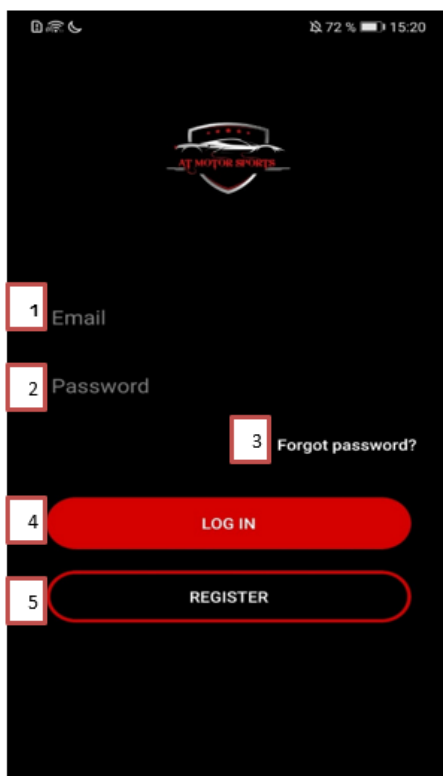 72 % 15:20
AT MOTOR SPORTS
1 Email
2 Password
3 Forgot password?
4 LOG IN
5 REGISTER